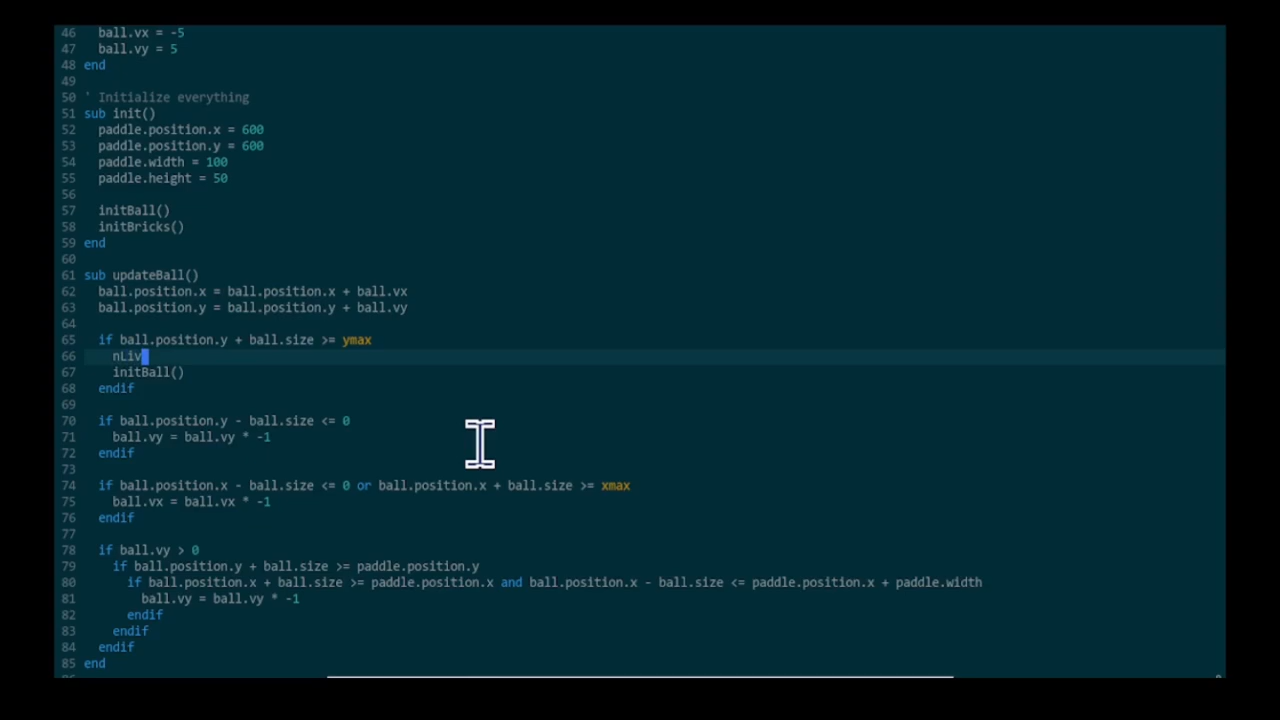 46 ball.vx = -5
47 ball.vy = 5
48 end
49
50 ' Initialize everything
51 sub init()
52 paddle.position.x = 600
53 paddle.position.y = 600
54 paddle.width = 100
55 paddle.height = 50
56
57 initBall()
58 initBricks()
59 end
60
61 sub updateBall()
62 ball.position.x = ball.position.x + ball.vx
63 ball.position.y = ball.position.y + ball.vy
64
65 if ball.position.y + ball.size >= ymax
66 nLiv
67 initBall()
68 endif
69
70 if ball.position.y - ball.size <= 0
71 ball.vy = ball.vy * -1
72 endif
73
74 if ball.position.x - ball.size <= 0 or ball.position.x + ball.size >= xmax
75 ball.vx = ball.vx * -1
76 endif
77
78 if ball.vy > 0
79 if ball.position.y + ball.size >= paddle.position.y
80 if ball.position.x + ball.size >= paddle.position.x and ball.position.x - ball.size <= paddle.position.x + paddle.width
81 ball.vy = ball.vy * -1
82 endif
83 endif
84 endif
85 end